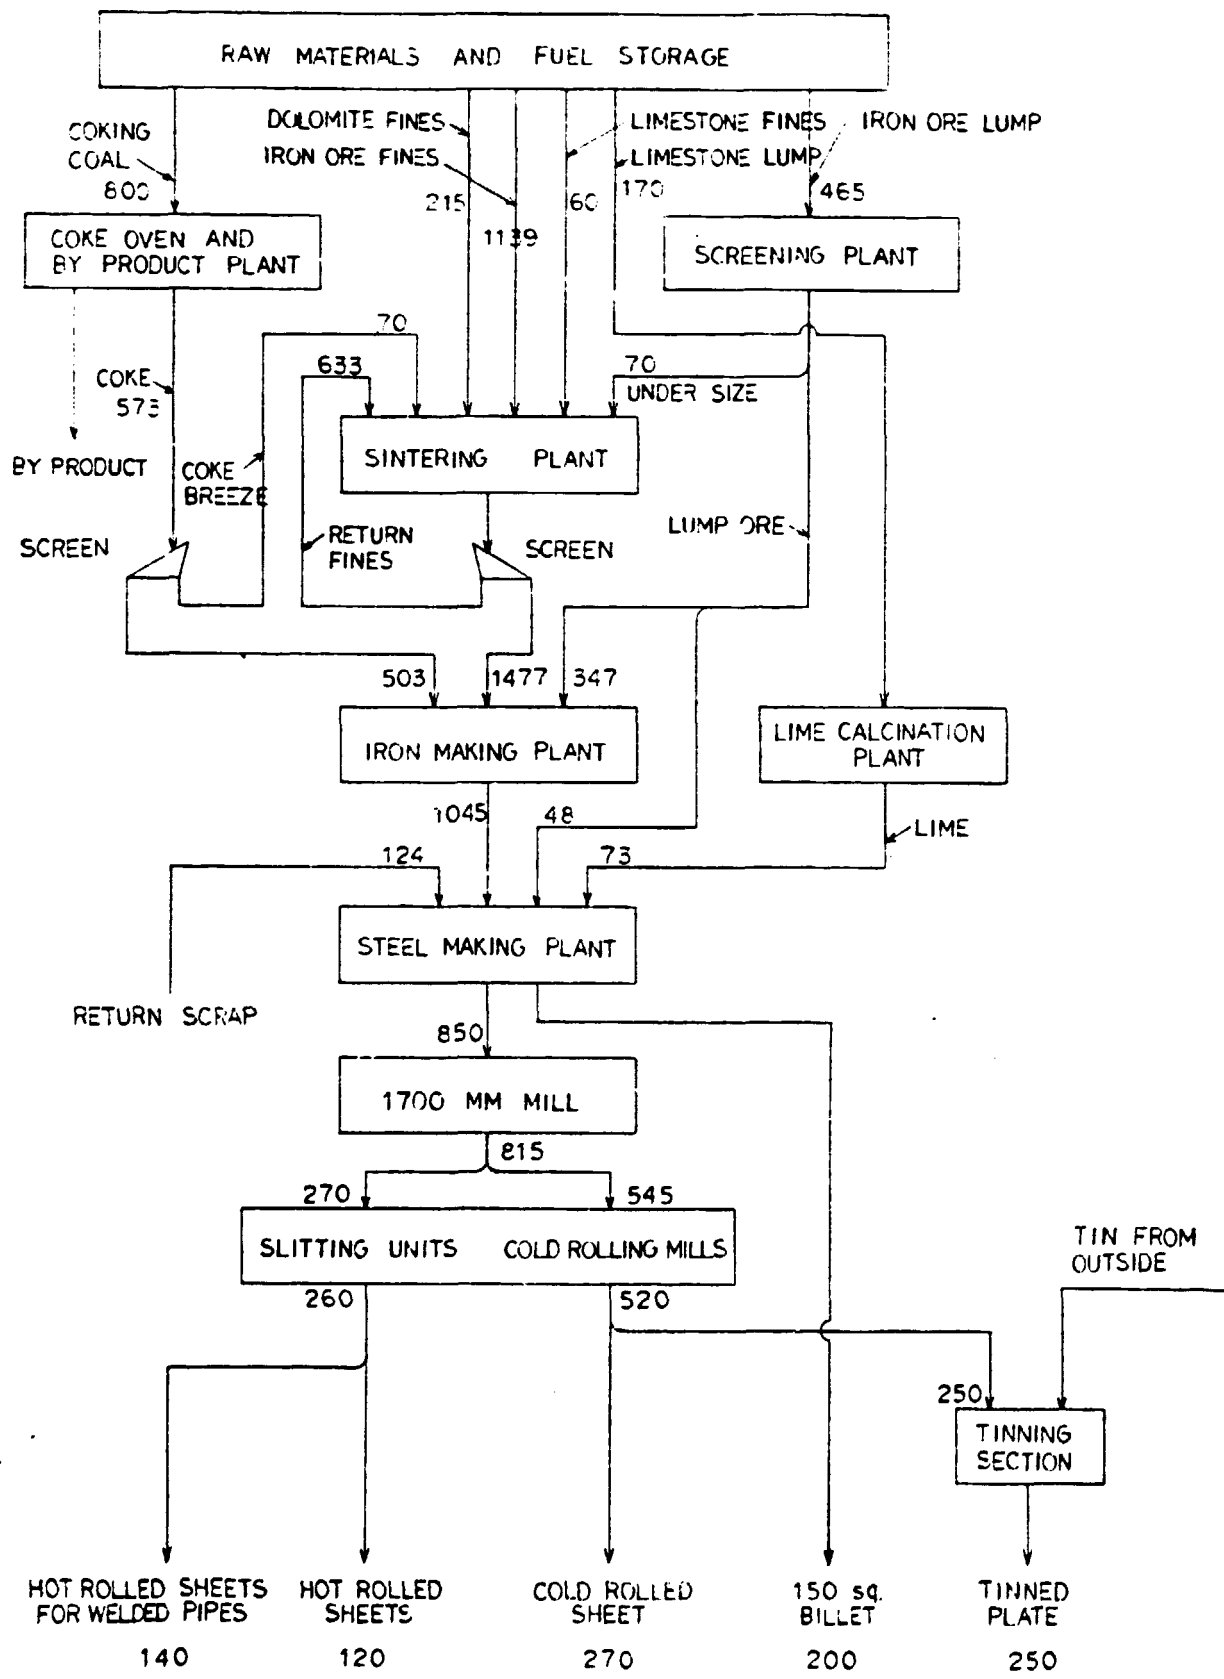 RAW MATERIALS AND FUEL STORAGE
COKING
COAL
800
DOLOMITE FINES
IRON ORE FINES
215
1139
LIMESTONE FINES
LIMESTONE LUMP
60
170
IRON ORE LUMP
465
COKE OVEN AND
BY PRODUCT PLANT
SCREENING PLANT
70
633
70
UNDER SIZE
COKE
573
SINTERING PLANT
BY PRODUCT
COKE
BREEZE
LUMP ORE
RETURN
FINES
SCREEN
SCREEN
503
1477
347
IRON MAKING PLANT
LIME CALCINATION
PLANT
1045
48
LIME
124
73
STEEL MAKING PLANT
RETURN SCRAP
850
1700 MM MILL
815
270
545
SLITTING UNITS COLD ROLLING MILLS
TIN FROM
OUTSIDE
260
520
250
TINNING
SECTION
HOT ROLLED SHEETS
FOR WELDED PIPES
140
HOT ROLLED
SHEETS
120
COLD ROLLED
SHEET
270
150 sq.
BILLET
200
TINNED
PLATE
250